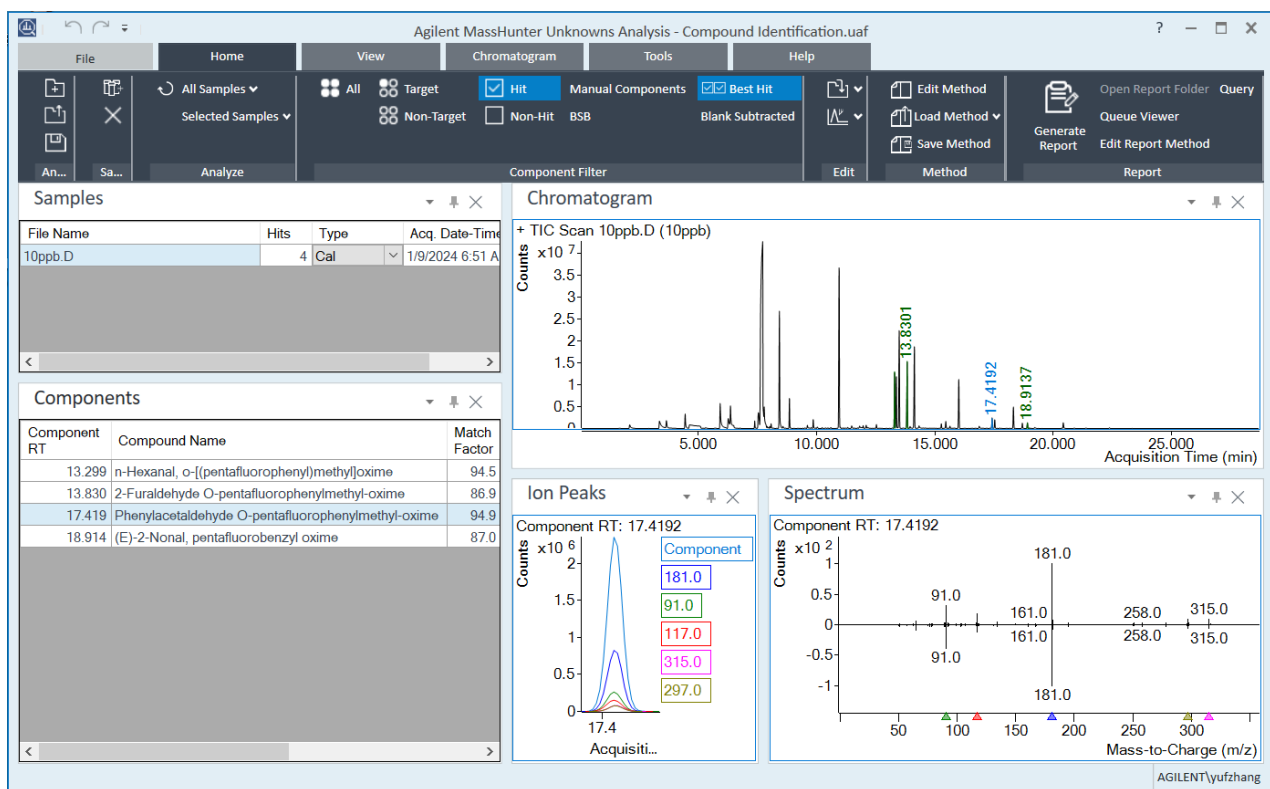 Agilent MassHunter Unknowns Analysis - Compound Identification.uaf
?
File Home View Chromatogram Tools Help
All Samples
Selected Samples
All Target Hit Manual Components Best Hit
Non-Target Non-Hit BSB Blank Subtracted
Edit Method
Load Method
Save Method
Generate
Report
Open Report Folder Query
Queue Viewer
Edit Report Method
An... Sa... Analyze Component Filter Edit Method Report
Samples
File Name Hits Type Acq. Date-Time
10ppb.D 4 Cal 1/9/2024 6:51 A
Components
Component
RT
Compound Name
Match
Factor
13.299 n-Hexanal, o-[(pentafluorophenyl)methyl]oxime 94.5
13.830 2-Furaldehyde O-pentafluorophenylmethyl-oxime 86.9
17.419 Phenylacetaldehyde O-pentafluorophenylmethyl-oxime 94.9
18.914 (E)-2-Nonal, pentafluorobenzyl oxime 87.0
Chromatogram
+ TIC Scan 10ppb.D (10ppb)
Counts
x10 7
3.5
3
2.5
2
1.5
1
0.5
0
13.8301
17.4192
18.9137
5.000 10.000 15.000 20.000 25.000
Acquisition Time (min)
Ion Peaks
Component RT: 17.4192
Counts
x10 6
2
1.5
1
0.5
0
Component
181.0
91.0
117.0
315.0
297.0
17.4
Acquisiti...
Spectrum
Component RT: 17.4192
Counts
x10 2
1
0.5
0
-0.5
-1
181.0
91.0
161.0
258.0
315.0
161.0
258.0
315.0
91.0
181.0
50 100 150 200 250 300
Mass-to-Charge (m/z)
AGILENT\yufzhang